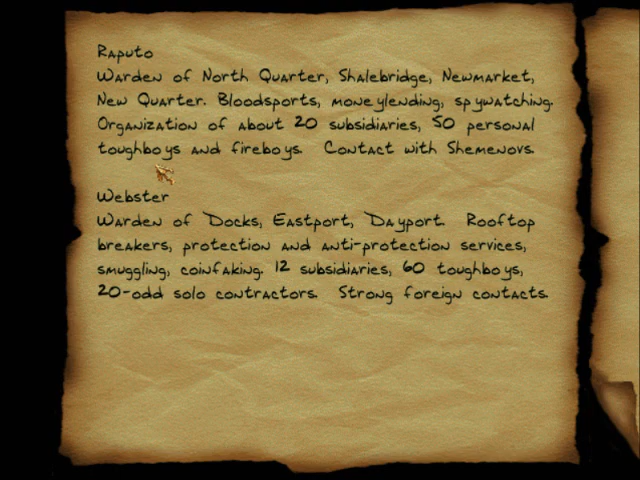 Raputo
Warden of North Quarter, Shalebridge, Newmarket,
New Quarter. Bloodsports, moneylending, spywatching.
Organization of about 20 subsidiaries, 50 personal
toughboys and fireboys. Contact with Shemenovs.
Webster
Warden of Docks, Eastport, Dayport. Rooftop
breakers, protection and anti-protection services,
smuggling, coinfaking. 12 subsidiaries, 60 toughboys,
20-odd solo contractors. Strong foreign contacts.